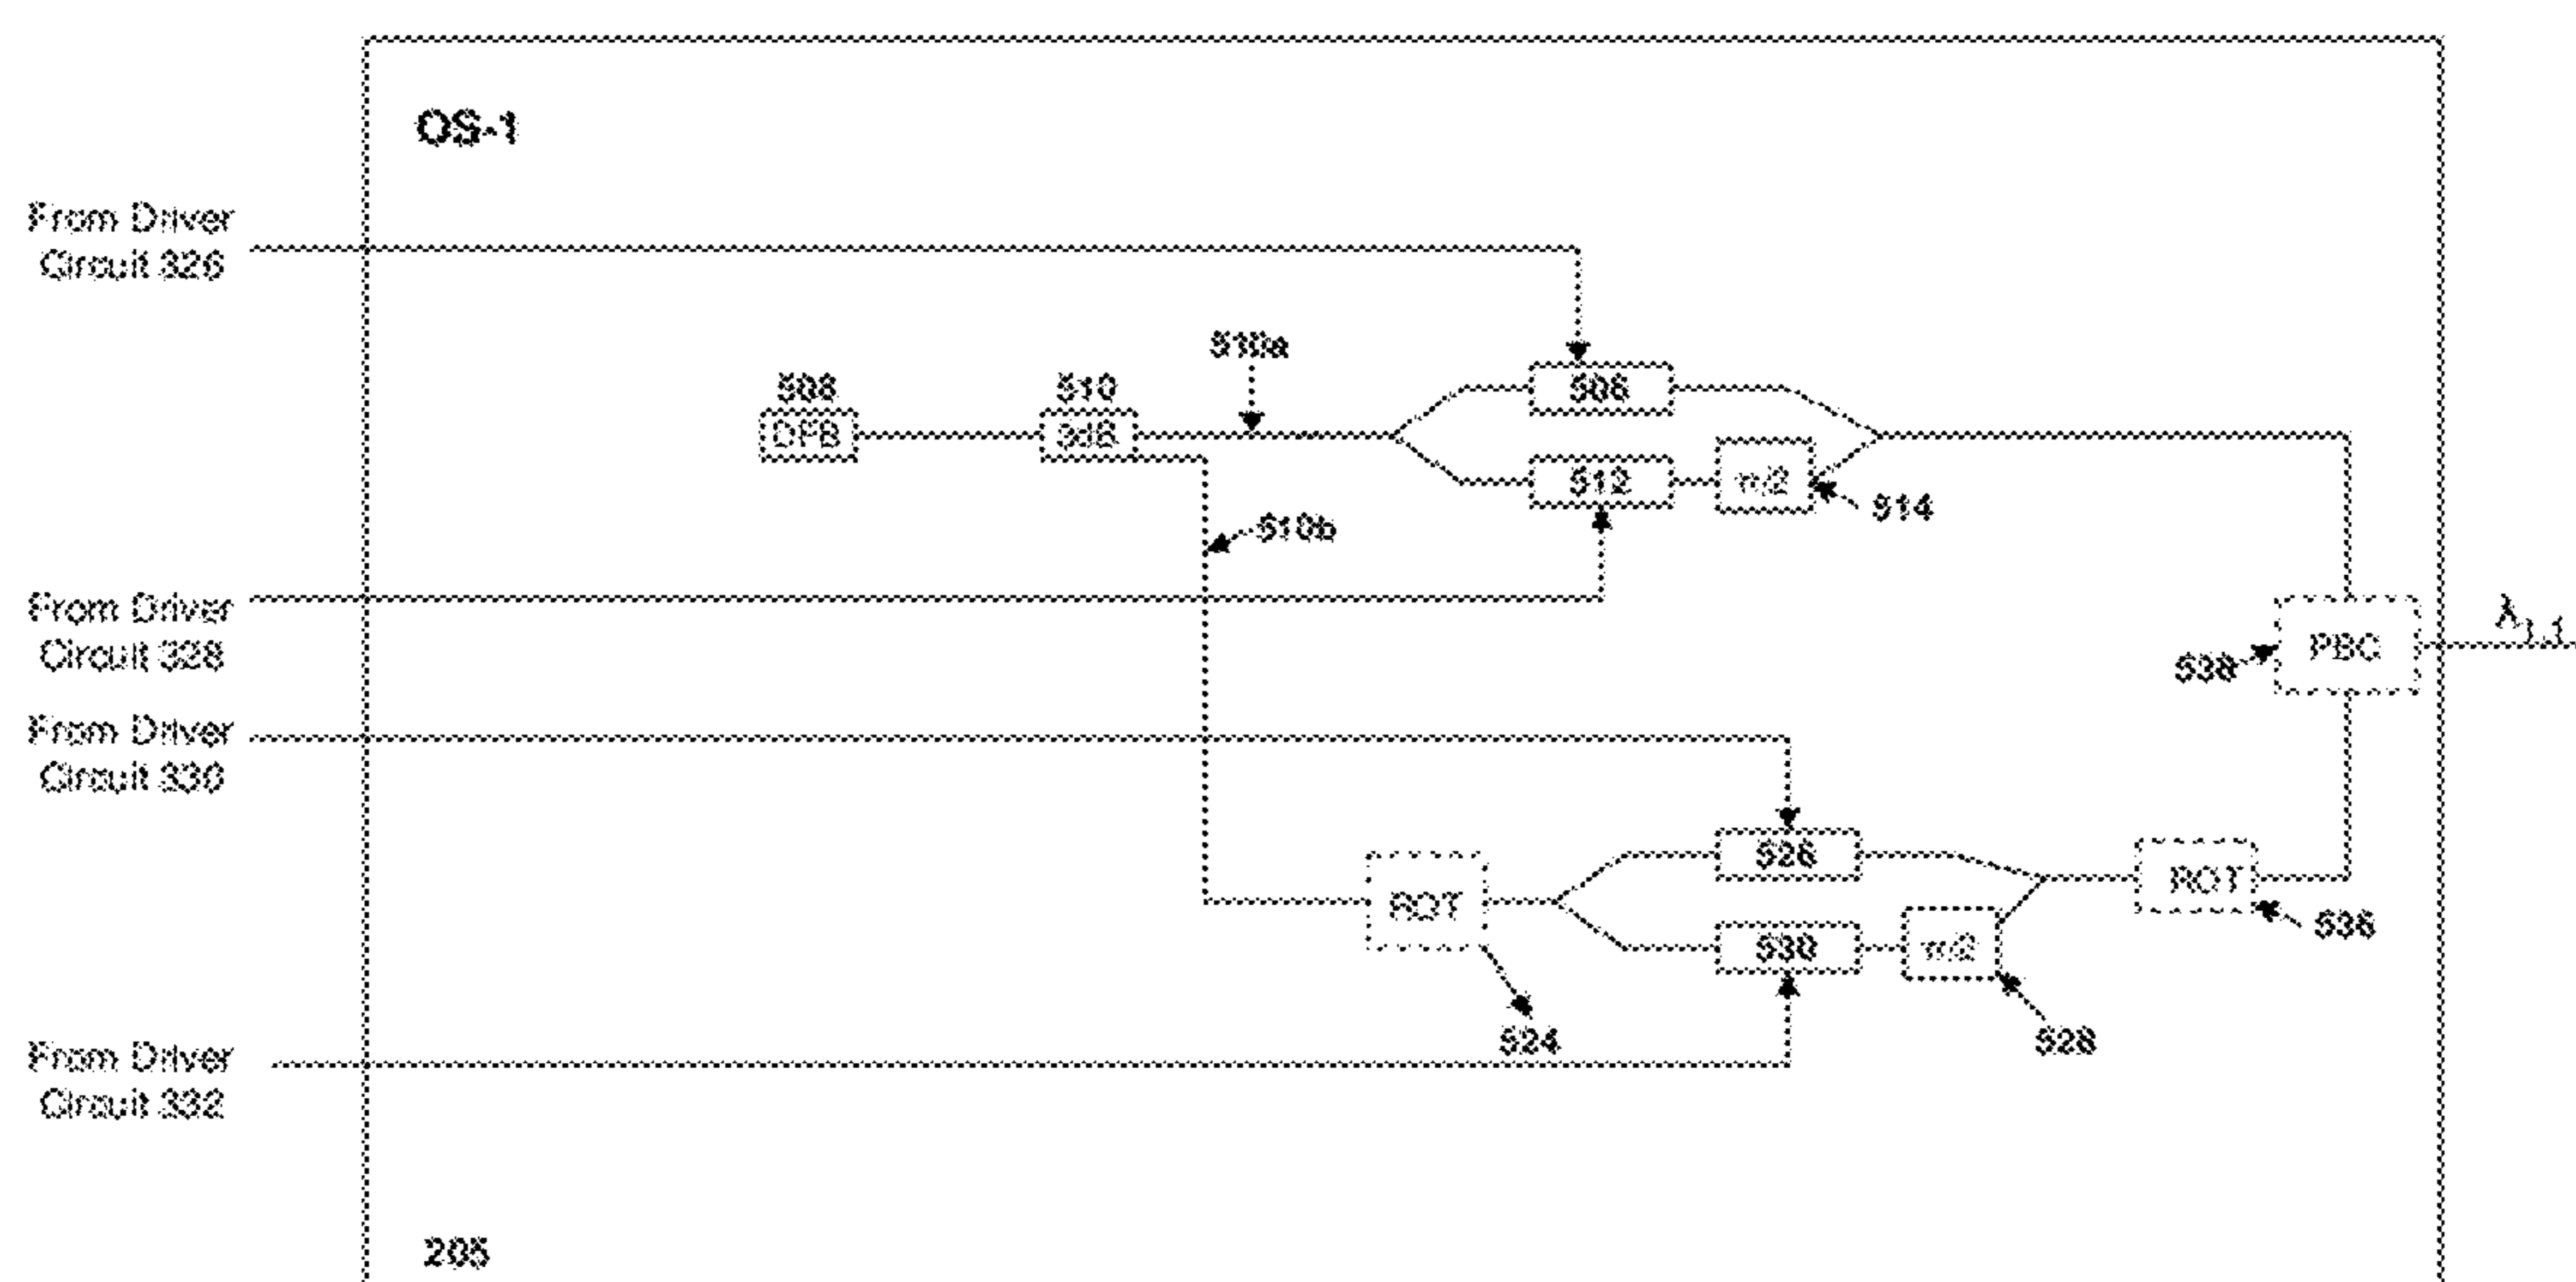 OS-1
From Driver
Circuit 326
510a
508
510
506
DFB
3dB
512
π/2
514
510b
From Driver
Circuit 328
λ1,1
PBC
538
From Driver
Circuit 330
526
ROT
ROT
536
530
π/2
524
528
From Driver
Circuit 332
205